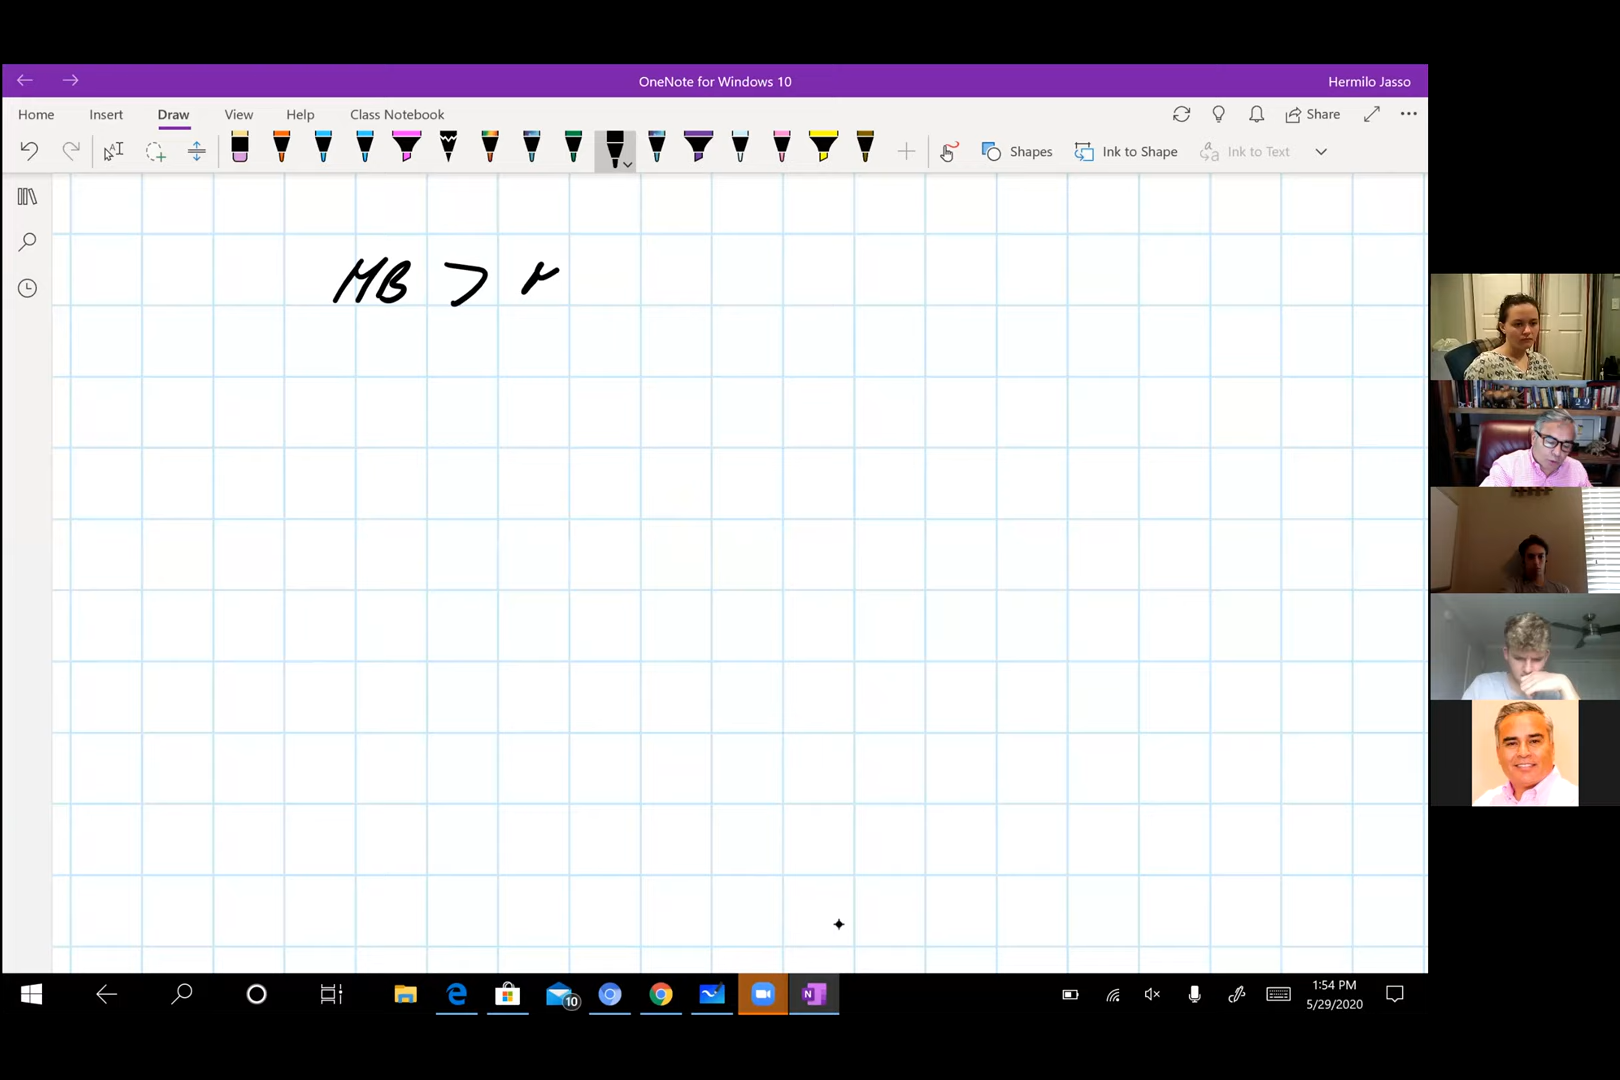 OneNote for Windows 10
Hermilo Jasso
Home Insert Draw View Help Class Notebook
Share
Shapes Ink to Shape Ink to Text
MB >
10
1:54 PM
5/29/2020